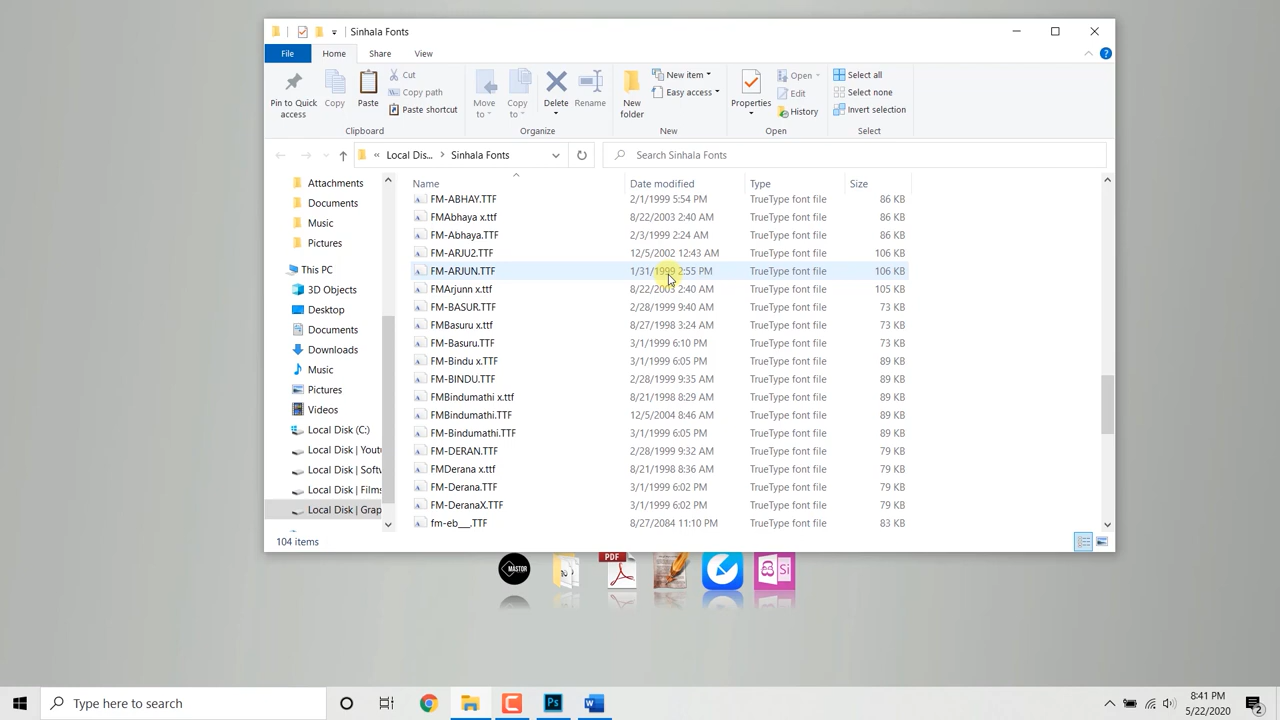 Sinhala Fonts
File Home Share View
Pin to Quick access
Copy
Paste
Cut
Copy path
Paste shortcut
Clipboard
Move to
Copy to
Delete
Rename
Organize
New folder
New item
Easy access
New
Properties
Open
Edit
History
Open
Select all
Select none
Invert selection
Select
« Local Dis... > Sinhala Fonts
Search Sinhala Fonts
Attachments
Documents
Music
Pictures
This PC
3D Objects
Desktop
Documents
Downloads
Music
Pictures
Videos
Local Disk (C:)
Local Disk | Yout
Local Disk | Softw
Local Disk | Films
Local Disk | Grap
Name Date modified Type Size
FM-ABHAY.TTF 2/1/1999 5:54 PM TrueType font file 86 KB
FMAbhaya x.ttf 8/22/2003 2:40 AM TrueType font file 86 KB
FM-Abhaya.TTF 2/3/1999 2:24 AM TrueType font file 86 KB
FM-ARJU2.TTF 12/5/2002 12:43 AM TrueType font file 106 KB
FM-ARJUN.TTF 1/31/1999 2:55 PM TrueType font file 106 KB
FMArjunn x.ttf 8/22/2003 2:40 AM TrueType font file 105 KB
FM-BASUR.TTF 2/28/1999 9:40 AM TrueType font file 73 KB
FMBasuru x.ttf 8/27/1998 3:24 AM TrueType font file 73 KB
FM-Basuru.TTF 3/1/1999 6:10 PM TrueType font file 73 KB
FM-Bindu x.TTF 3/1/1999 6:05 PM TrueType font file 89 KB
FM-BINDU.TTF 2/28/1999 9:35 AM TrueType font file 89 KB
FMBindumathi x.ttf 8/21/1998 8:29 AM TrueType font file 89 KB
FMBindumathi.TTF 12/5/2004 8:46 AM TrueType font file 89 KB
FM-Bindumathi.TTF 3/1/1999 6:05 PM TrueType font file 89 KB
FM-DERAN.TTF 2/28/1999 9:32 AM TrueType font file 79 KB
FMDerana x.ttf 8/21/1998 8:36 AM TrueType font file 79 KB
FM-Derana.TTF 3/1/1999 6:02 PM TrueType font file 79 KB
FM-DeranaX.TTF 3/1/1999 6:02 PM TrueType font file 79 KB
fm-eb__.TTF 8/27/2084 11:10 PM TrueType font file 83 KB
104 items
MASTOR
PDF
Si
Type here to search
Ps
W
8:41 PM
5/22/2020
2